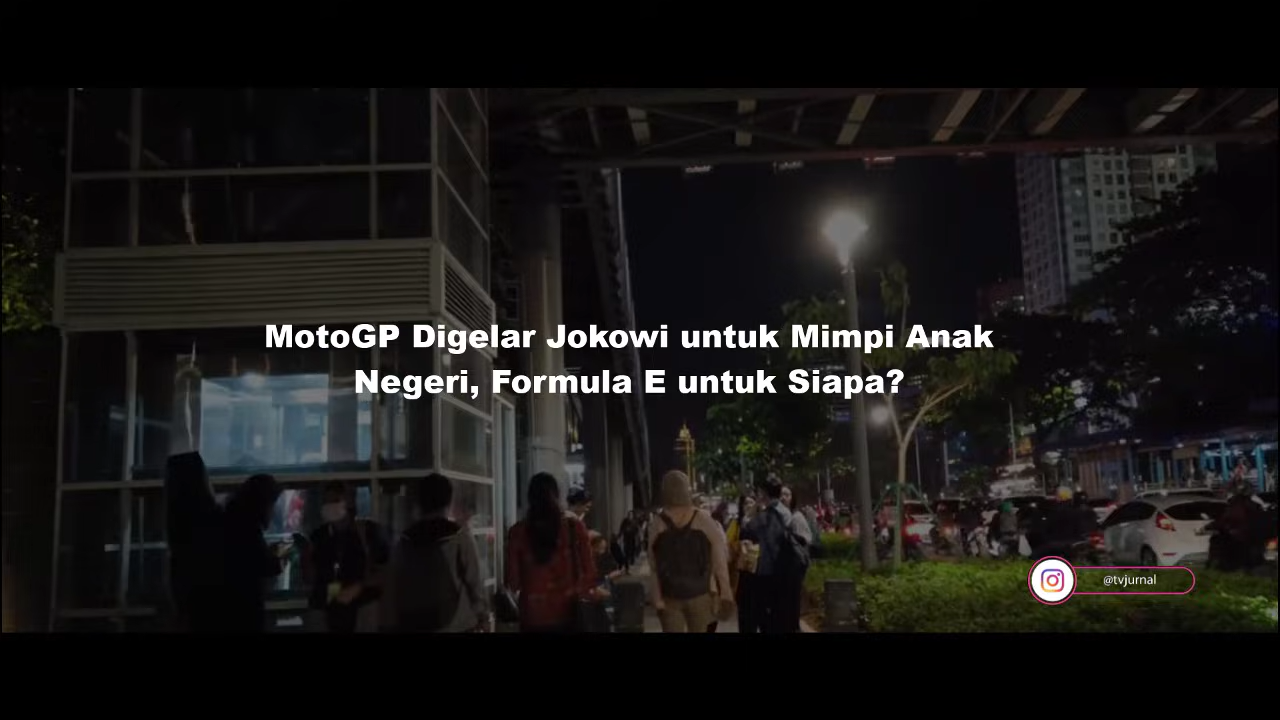 MotoGP Digelar Jokowi untuk Mimpi Anak
Negeri, Formula E untuk Siapa?
@tvjurnal